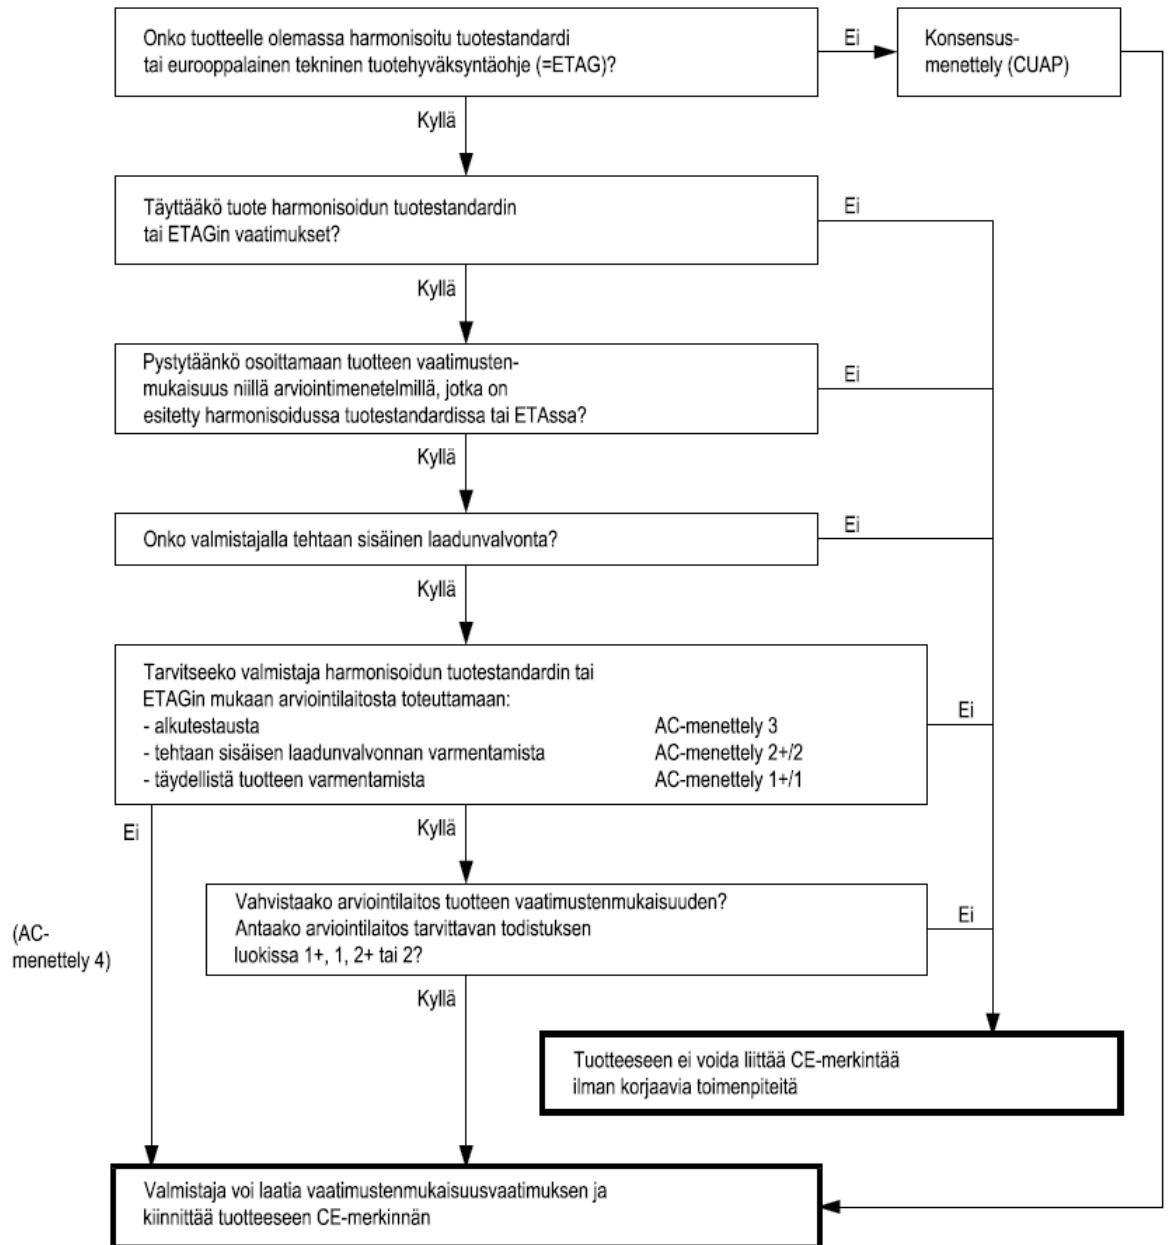 Onko tuotteelle olemassa harmonisoitu tuotestandardi
tai eurooppalainen tekninen tuotehyväksyntäohje (=ETAG)?
Ei
Konsensus-
menettely (CUAP)
Kyllä
Täyttääkö tuote harmonisoidun tuotestandardin
tai ETAGin vaatimukset?
Ei
Kyllä
Pystytäänkö osoittamaan tuotteen vaatimusten-
mukaisuus niillä arviointimenetelmillä, jotka on
esitetty harmonisoidussa tuotestandardissa tai ETAssa?
Ei
Kyllä
Onko valmistajalla tehtaan sisäinen laadunvalvonta?
Ei
Kyllä
Tarvitseeko valmistaja harmonisoidun tuotestandardin tai
ETAGin mukaan arviointilaitosta toteuttamaan:
- alkutestausta AC-menettely 3
- tehtaan sisäisen laadunvalvonnan varmentamista AC-menettely 2+/2
- täydellistä tuotteen varmentamista AC-menettely 1+/1
Ei
Ei
Kyllä
(AC-
menettely 4)
Vahvistaako arviointilaitos tuotteen vaatimustenmukaisuuden?
Antaako arviointilaitos tarvittavan todistuksen
luokissa 1+, 1, 2+ tai 2?
Ei
Kyllä
Tuotteeseen ei voida liittää CE-merkintää
ilman korjaavia toimenpiteitä
Valmistaja voi laatia vaatimustenmukaisuusvaatimuksen ja
kiinnittää tuotteeseen CE-merkinnän